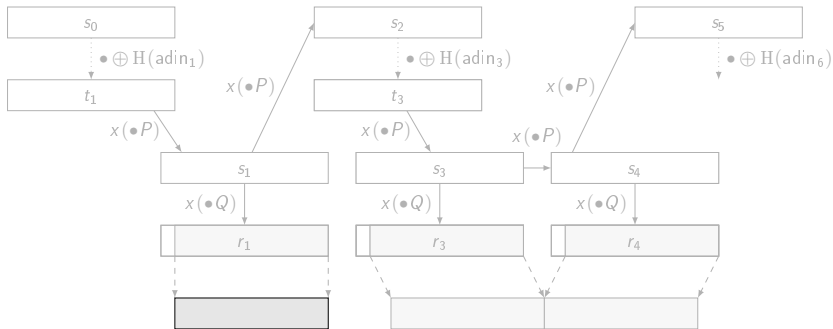 s₀ s₂ s₅
• ⊕ H(adin₁) • ⊕ H(adin₃) • ⊕ H(adin₆)
t₁ x(•P) t₃ x(•P)
x(•P) x(•P) x(•P)
s₁ s₃ s₄
x(•Q) x(•Q) x(•Q)
r₁ r₃ r₄